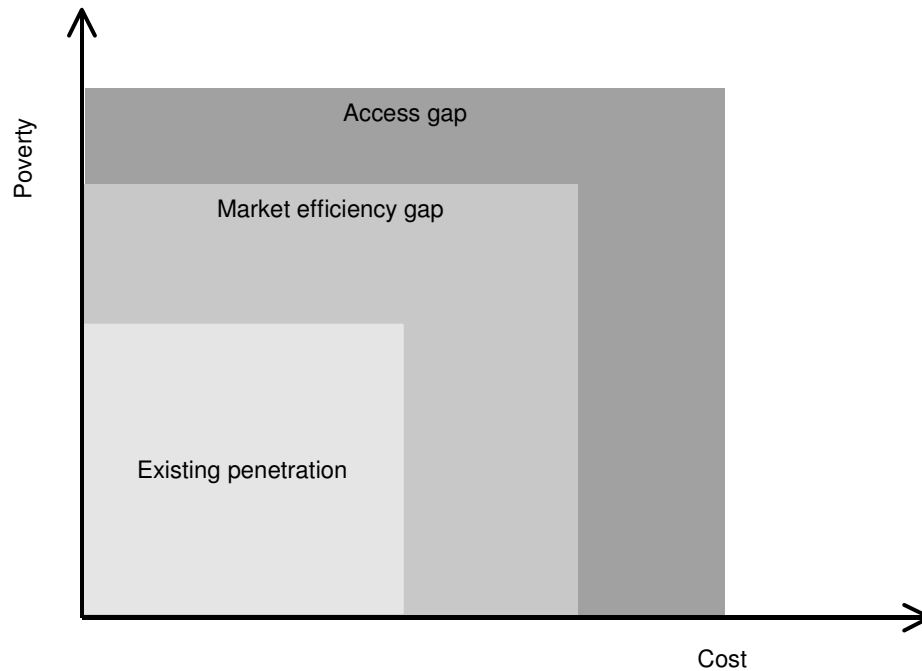 Access gap
Poverty
Market efficiency gap
Existing penetration
Cost